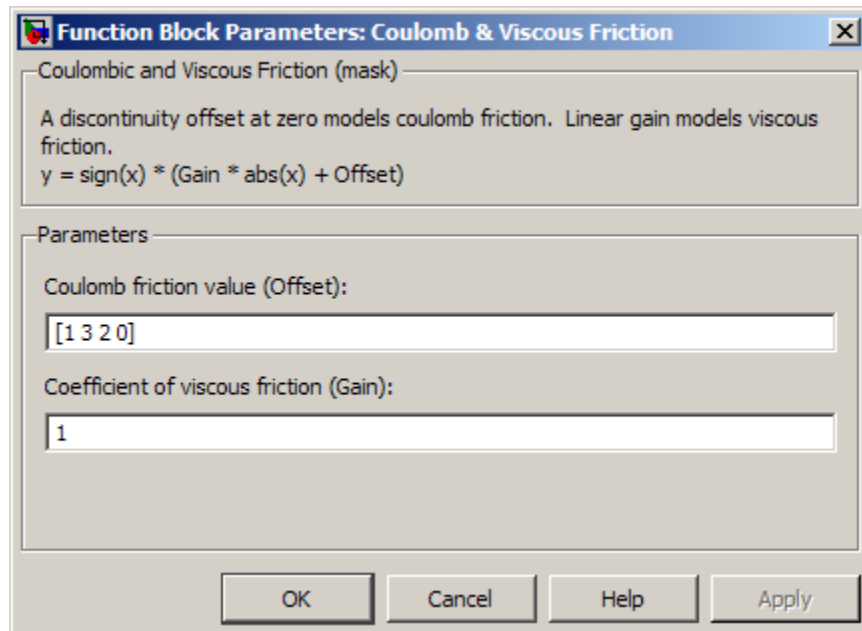 Function Block Parameters: Coulomb & Viscous Friction
Coulombic and Viscous Friction (mask)
A discontinuity offset at zero models coulomb friction.  Linear gain models viscous
friction.
y = sign(x) * (Gain * abs(x) + Offset)
Parameters
Coulomb friction value (Offset):
[1 3 2 0]
Coefficient of viscous friction (Gain):
1
OK Cancel Help Apply